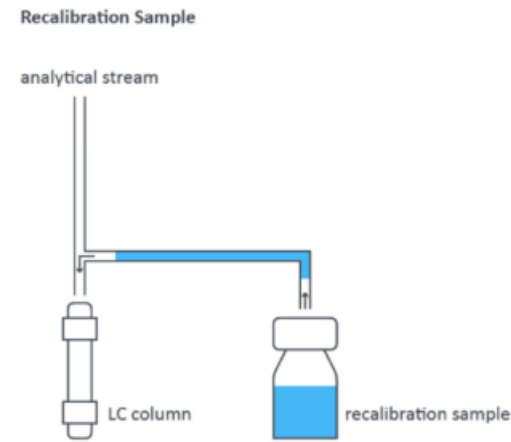 Recalibration Sample
analytical stream
LC column
recalibration sample